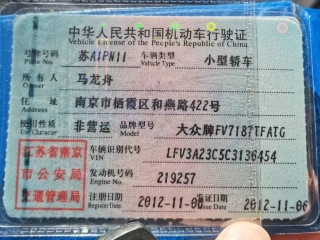 中华人民共和国机动车行驶证
Vehicle License of the People's Republic of China
号牌号码 苏A1PN11 车辆类型 小型轿车
Plate No. Vehicle Type
所有人 马龙舟
Owner
住址 南京市栖霞区和燕路422号
Address
使用性质 非营运 品牌型号 大众牌FV7187TFATG
Use Character Model
江苏省南京市公安局交通管理局
车辆识别代号 LFV3A23C5C3136454
VIN
发动机号码 219257
Engine No.
注册日期 2012-11-06 发证日期 2012-11-06
Register Date Issue Date